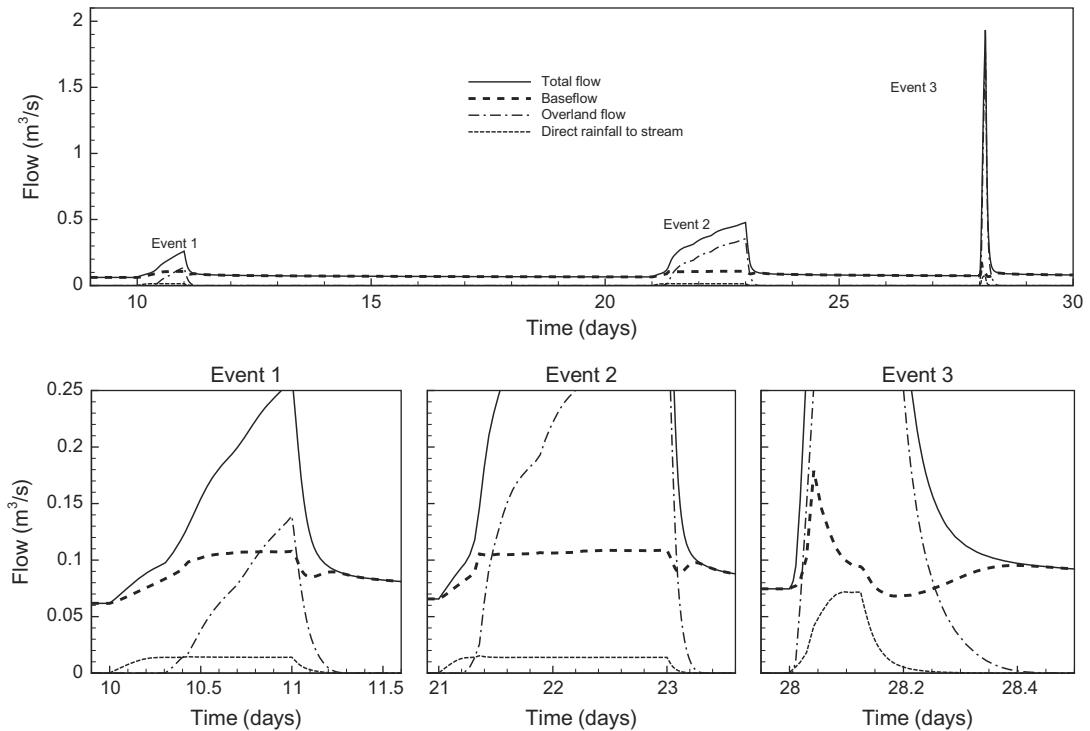 2
1.5
1
0.5
0
Flow (m³/s)
Total flow
Baseflow
Overland flow
Direct rainfall to stream
Event 1
Event 2
Event 3
10
15
20
25
30
Time (days)
Event 1
Event 2
Event 3
0.25
0.2
0.15
0.1
0.05
0
Flow (m³/s)
10
10.5
11
11.5
21
22
23
28
28.2
28.4
Time (days)
Time (days)
Time (days)